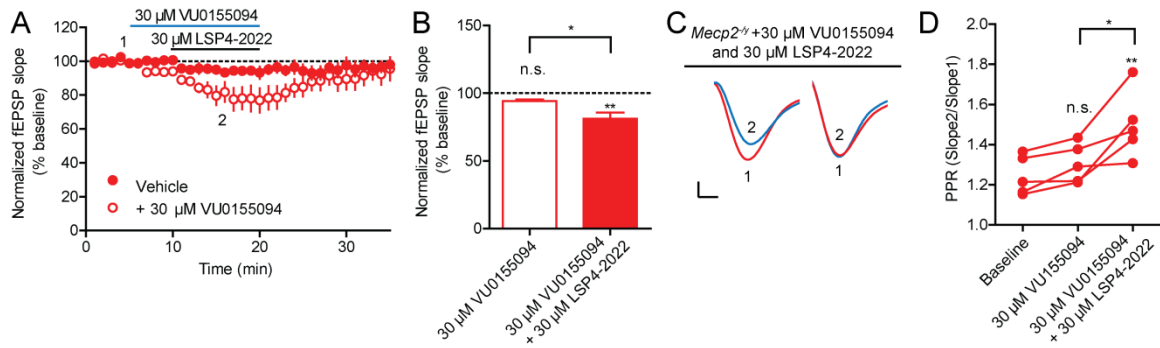 A
30 µM VU0155094
30 µM LSP4-2022
Normalized fEPSP slope
(% baseline)
120
100
80
60
40
20
0
1
2
Vehicle
+ 30 µM VU0155094
0
10
20
30
Time (min)
B
Normalized fEPSP slope
(% baseline)
150
100
50
0
*
n.s.
**
30 µM VU0155094
30 µM VU0155094
+ 30 µM LSP4-2022
C
Mecp2-/y +30 µM VU0155094
and 30 µM LSP4-2022
2
1
2
1
D
PPR (Slope2/Slope1)
2.0
1.8
1.6
1.4
1.2
1.0
*
**
n.s.
Baseline
30 µM VU155094
30 µM VU0155094
+ 30 µM LSP4-2022